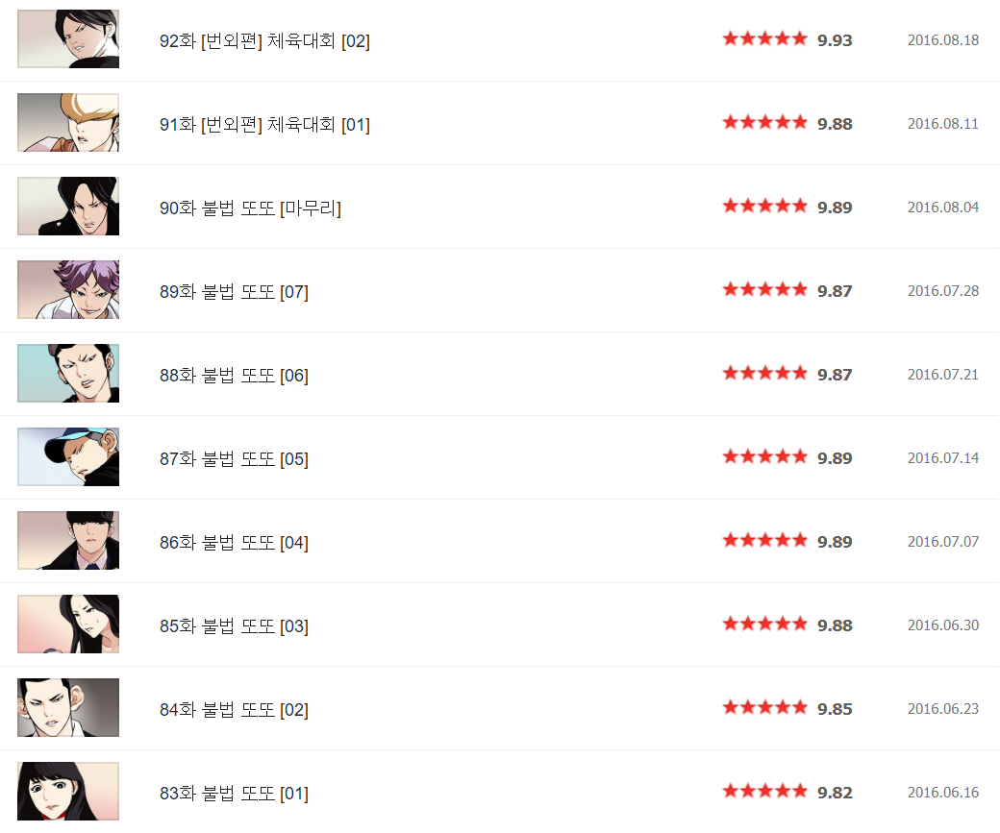 92화 [번외편] 체육대회 [02] ★★★★★ 9.93 2016.08.18
91화 [번외편] 체육대회 [01] ★★★★★ 9.88 2016.08.11
90화 불법 또또 [마무리] ★★★★★ 9.89 2016.08.04
89화 불법 또또 [07] ★★★★★ 9.87 2016.07.28
88화 불법 또또 [06] ★★★★★ 9.87 2016.07.21
87화 불법 또또 [05] ★★★★★ 9.89 2016.07.14
86화 불법 또또 [04] ★★★★★ 9.89 2016.07.07
85화 불법 또또 [03] ★★★★★ 9.88 2016.06.30
84화 불법 또또 [02] ★★★★★ 9.85 2016.06.23
83화 불법 또또 [01] ★★★★★ 9.82 2016.06.16